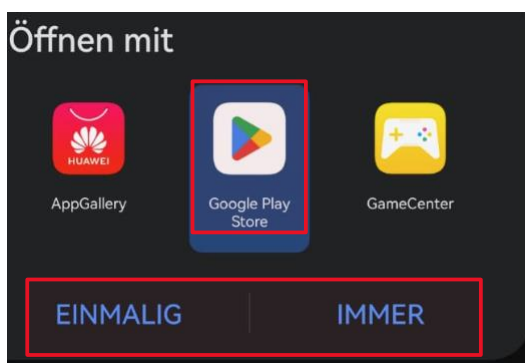 Öffnen mit
HUAWEI
AppGallery
Google Play
Store
GameCenter
EINMALIG
IMMER